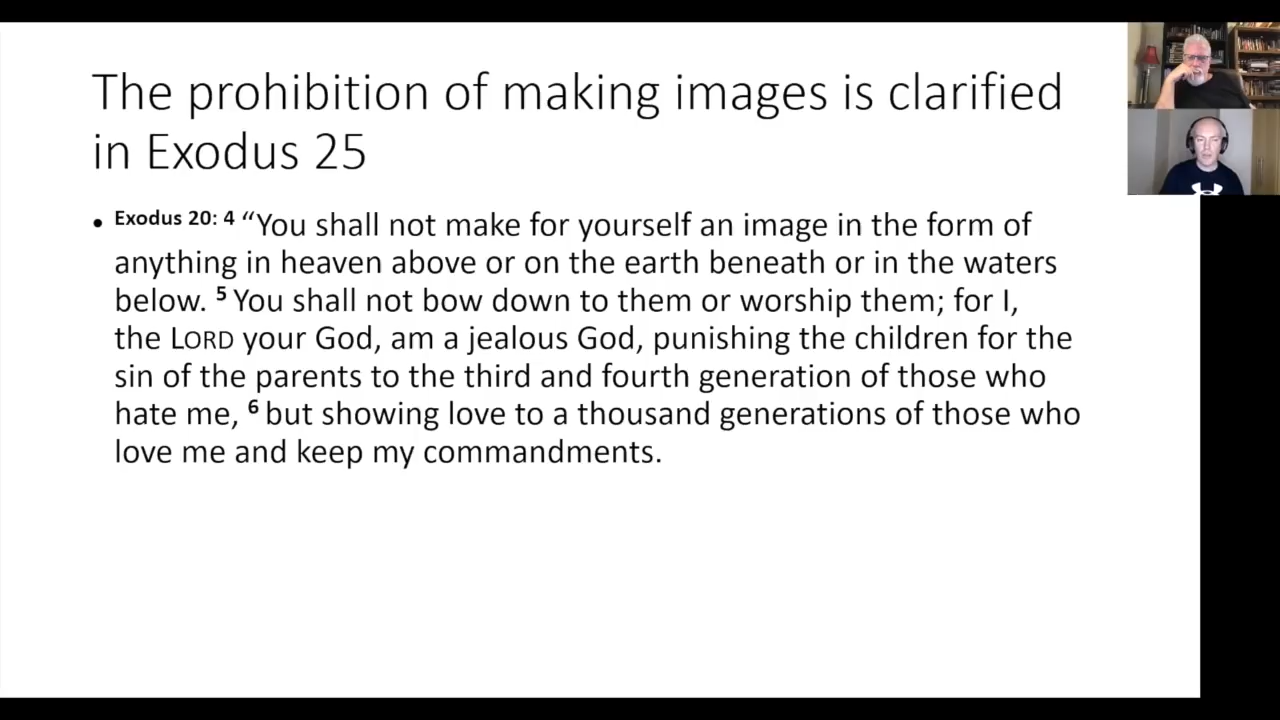 The prohibition of making images is clarified
in Exodus 25
• Exodus 20: 4 “You shall not make for yourself an image in the form of
anything in heaven above or on the earth beneath or in the waters
below. 5 You shall not bow down to them or worship them; for I,
the LORD your God, am a jealous God, punishing the children for the
sin of the parents to the third and fourth generation of those who
hate me, 6 but showing love to a thousand generations of those who
love me and keep my commandments.